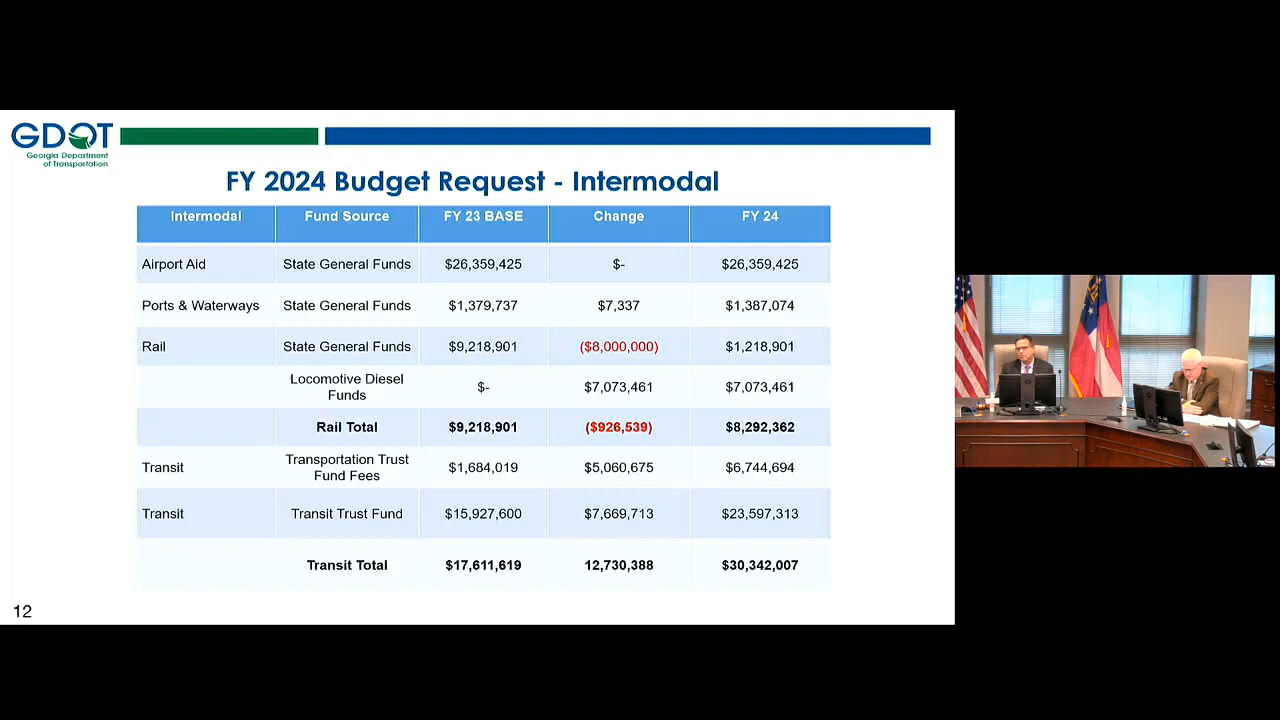 GDOT
Georgia Department
of Transportation
FY 2024 Budget Request - Intermodal
Intermodal Fund Source FY 23 BASE Change FY 24
Airport Aid State General Funds $26,359,425 $- $26,359,425
Ports & Waterways State General Funds $1,379,737 $7,337 $1,387,074
Rail State General Funds $9,218,901 ($8,000,000) $1,218,901
Locomotive Diesel
Funds $- $7,073,461 $7,073,461
Rail Total $9,218,901 ($926,539) $8,292,362
Transit Transportation Trust
Fund Fees $1,684,019 $5,060,675 $6,744,694
Transit Transit Trust Fund $15,927,600 $7,669,713 $23,597,313
Transit Total $17,611,619 12,730,388 $30,342,007
12